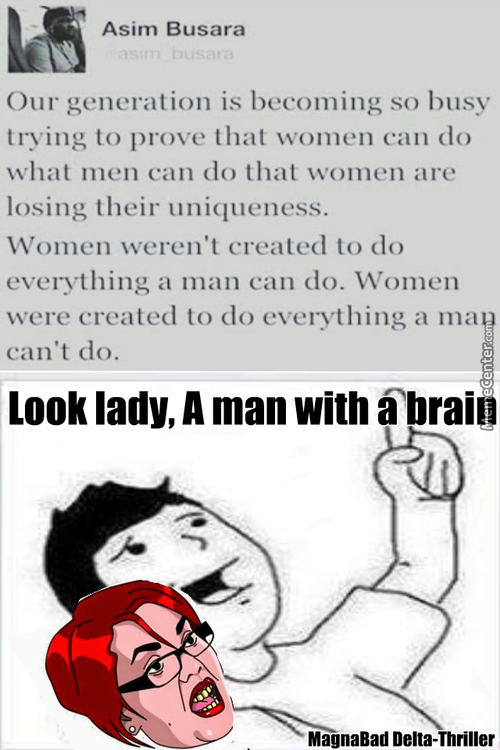 Asim Busara
@asim_busara
Our generation is becoming so busy
trying to prove that women can do
what men can do that women are
losing their uniqueness.
Women weren't created to do
everything a man can do. Women
were created to do everything a man
can't do.
MemeCenter.com
Look lady, A man with a brain
MagnaBad Delta-Thriller